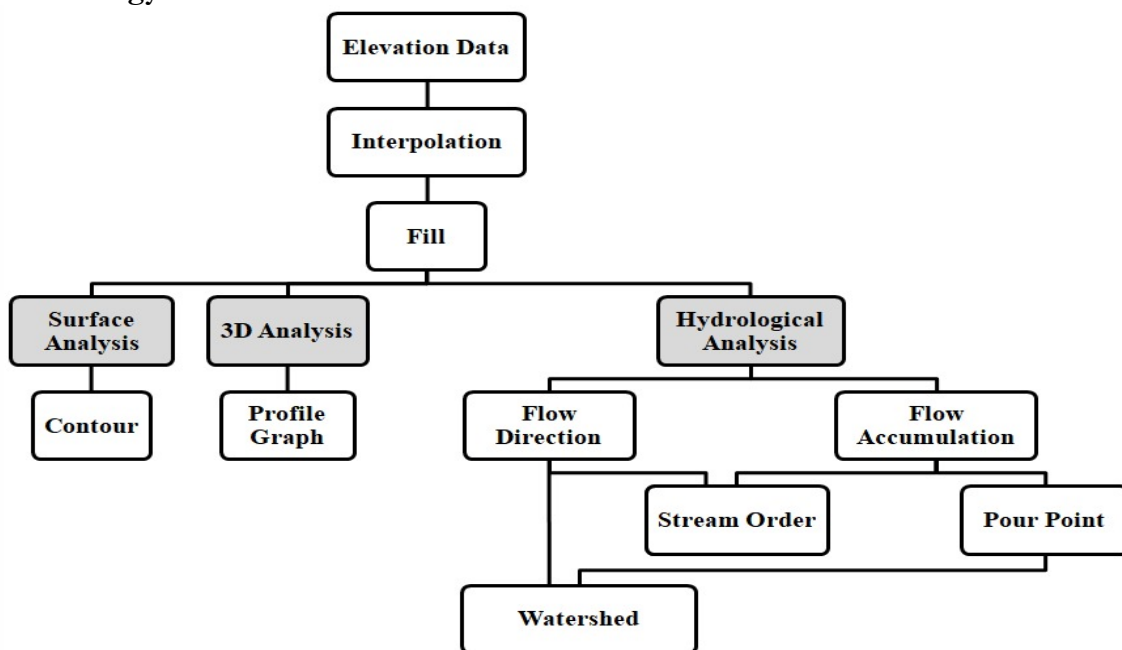 Elevation Data
Interpolation
Fill
Surface
Analysis
3D Analysis
Hydrological
Analysis
Contour
Profile
Graph
Flow
Direction
Flow
Accumulation
Stream Order
Pour Point
Watershed